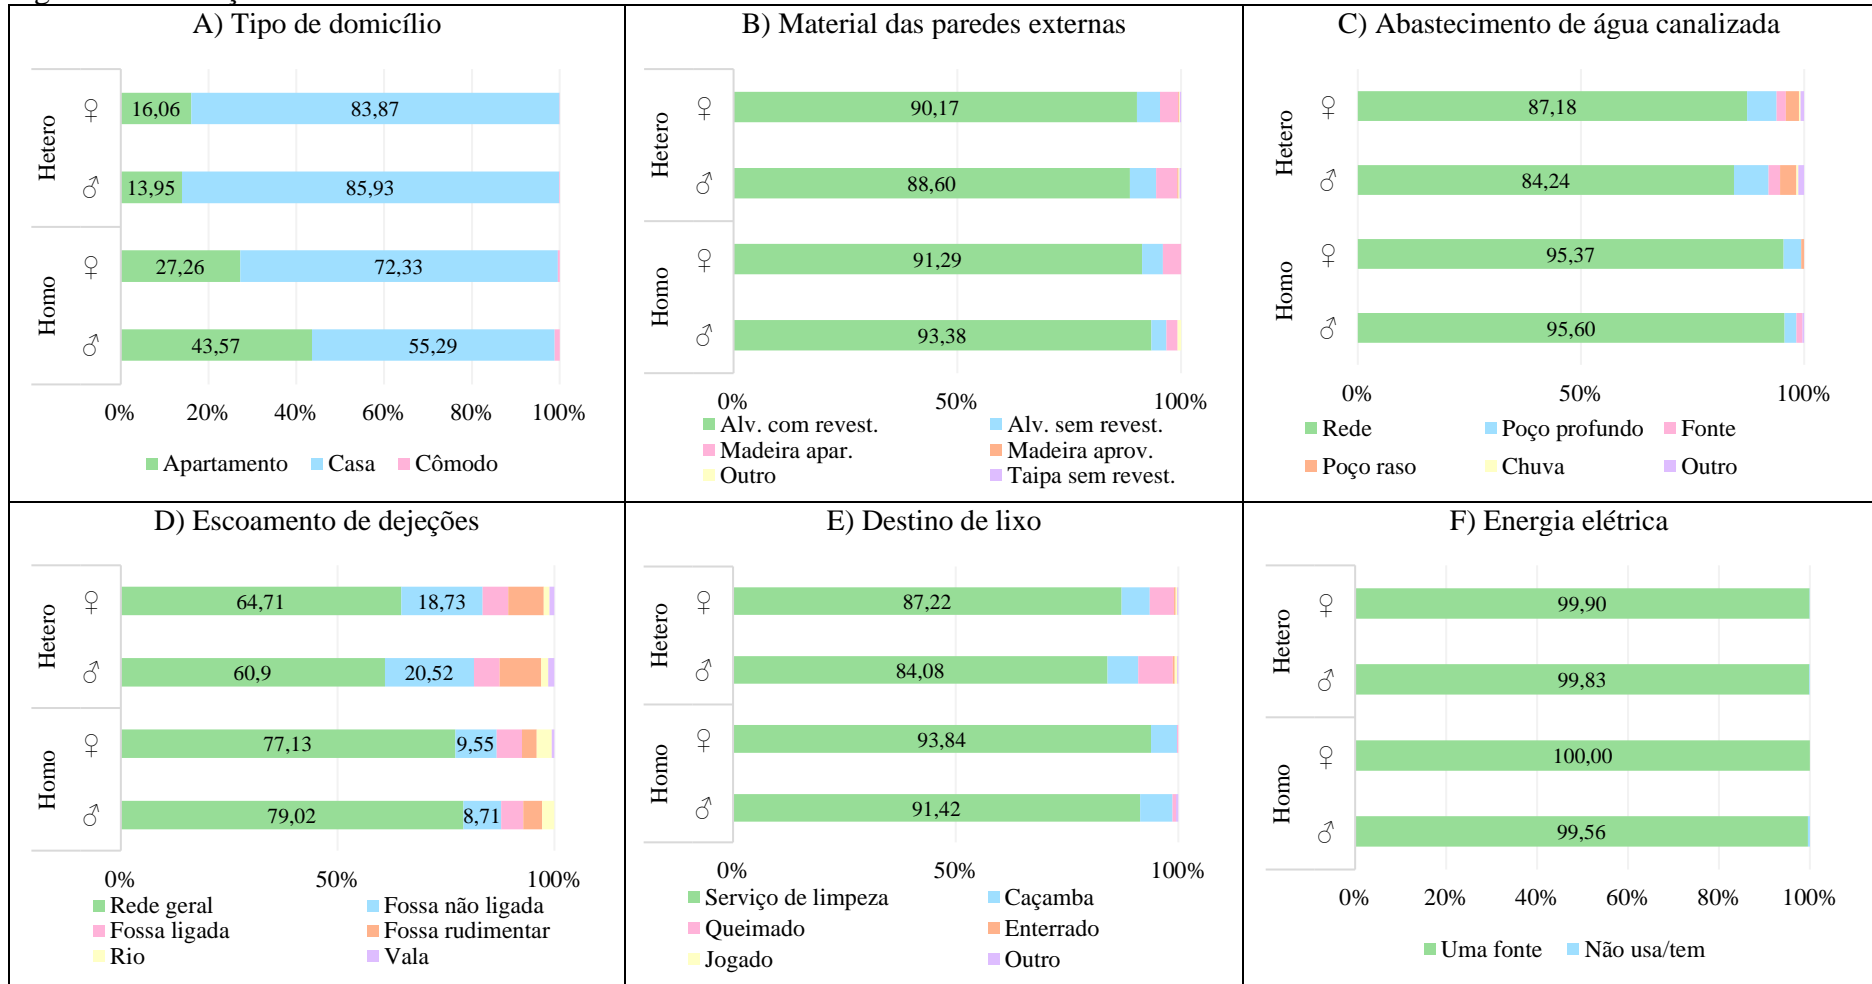 A) Tipo de domicílio
Hetero
♀
16,06 83,87
♂
13,95 85,93
Homo
♀
27,26 72,33
♂
43,57 55,29
0% 20% 40% 60% 80% 100%
Apartamento Casa Cômodo
B) Material das paredes externas
Hetero
♀
90,17
♂
88,60
Homo
♀
91,29
♂
93,38
0% 50% 100%
Alv. com revest. Alv. sem revest.
Madeira apar. Madeira aprov.
Outro Taipa sem revest.
C) Abastecimento de água canalizada
Hetero
♀
87,18
♂
84,24
Homo
♀
95,37
♂
95,60
0% 50% 100%
Rede Poço profundo Fonte
Poço raso Chuva Outro
D) Escoamento de dejeções
Hetero
♀
64,71 18,73
♂
60,9 20,52
Homo
♀
77,13 9,55
♂
79,02 8,71
0% 50% 100%
Rede geral Fossa não ligada
Fossa ligada Fossa rudimentar
Rio Vala
E) Destino de lixo
Hetero
♀
87,22
♂
84,08
Homo
♀
93,84
♂
91,42
0% 50% 100%
Serviço de limpeza Caçamba
Queimado Enterrado
Jogado Outro
F) Energia elétrica
Hetero
♀
99,90
♂
99,83
Homo
♀
100,00
♂
99,56
0% 20% 40% 60% 80% 100%
Uma fonte Não usa/tem